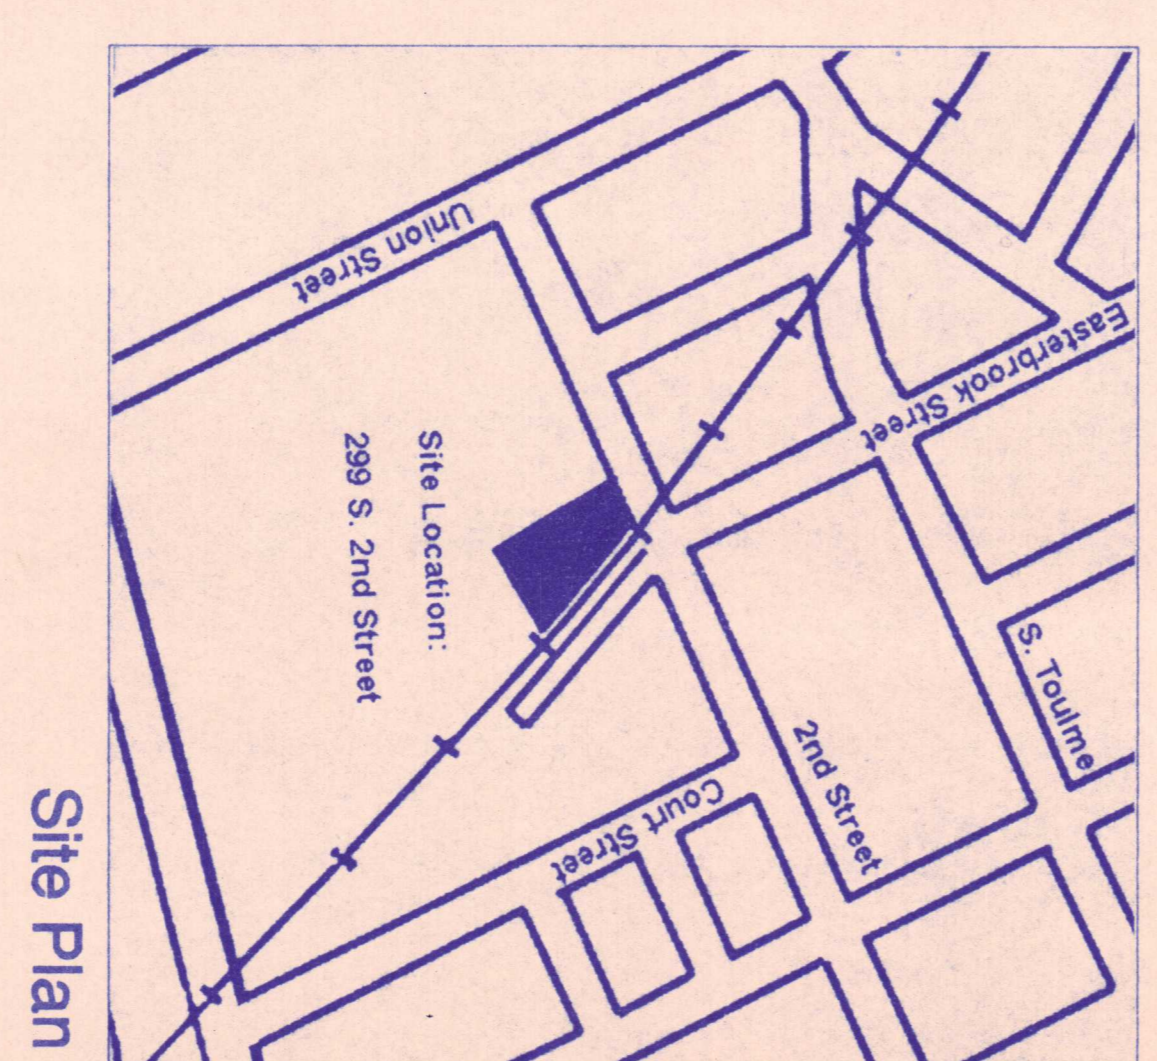 Union Street
Easterbrook Street
Site Location:
299 S. 2nd Street
S. Toulme
2nd Street
Court Street
Site Plan